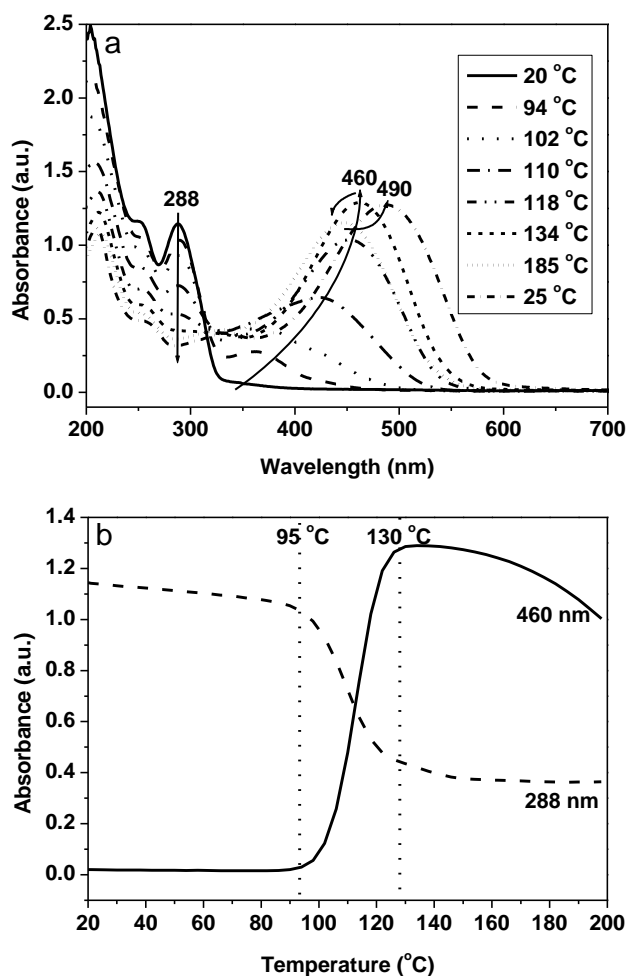 a
2.5
2.0
1.5
1.0
0.5
0.0
Absorbance (a.u.)
288
460
490
20 °C
94 °C
102 °C
110 °C
118 °C
134 °C
185 °C
25 °C
200 300 400 500 600 700
Wavelength (nm)
b
1.4
1.2
1.0
0.8
0.6
0.4
0.2
0.0
Absorbance (a.u.)
95 °C
130 °C
460 nm
288 nm
20 40 60 80 100 120 140 160 180 200
Temperature (°C)